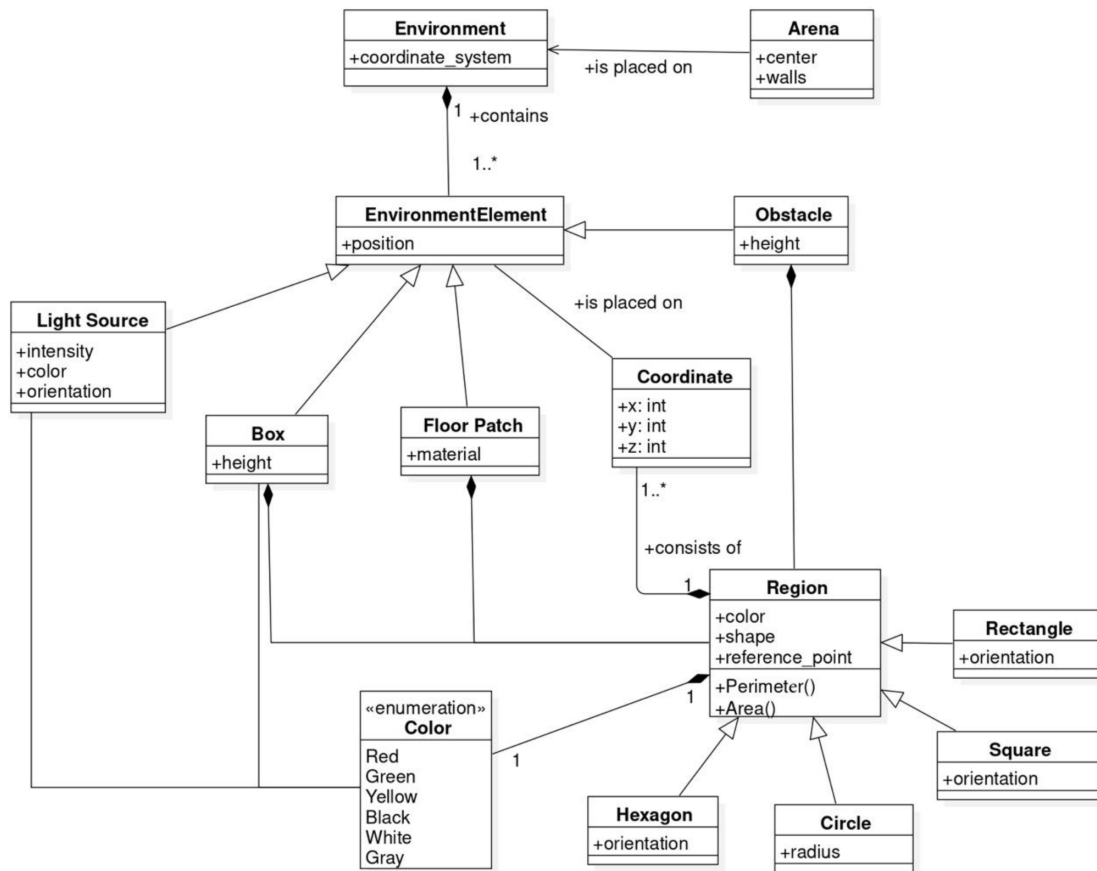 Environment
+coordinate_system
Arena
+center
+walls
+is placed on
1
+contains
1..*
EnvironmentElement
+position
Obstacle
+height
+is placed on
Light Source
+intensity
+color
+orientation
Coordinate
+x: int
+y: int
+z: int
Box
+height
Floor Patch
+material
1..*
+consists of
1
Region
+color
+shape
+reference_point
+Perimeter()
+Area()
Rectangle
+orientation
1
«enumeration»
Color
Red
Green
Yellow
Black
White
Gray
1
Square
+orientation
Hexagon
+orientation
Circle
+radius